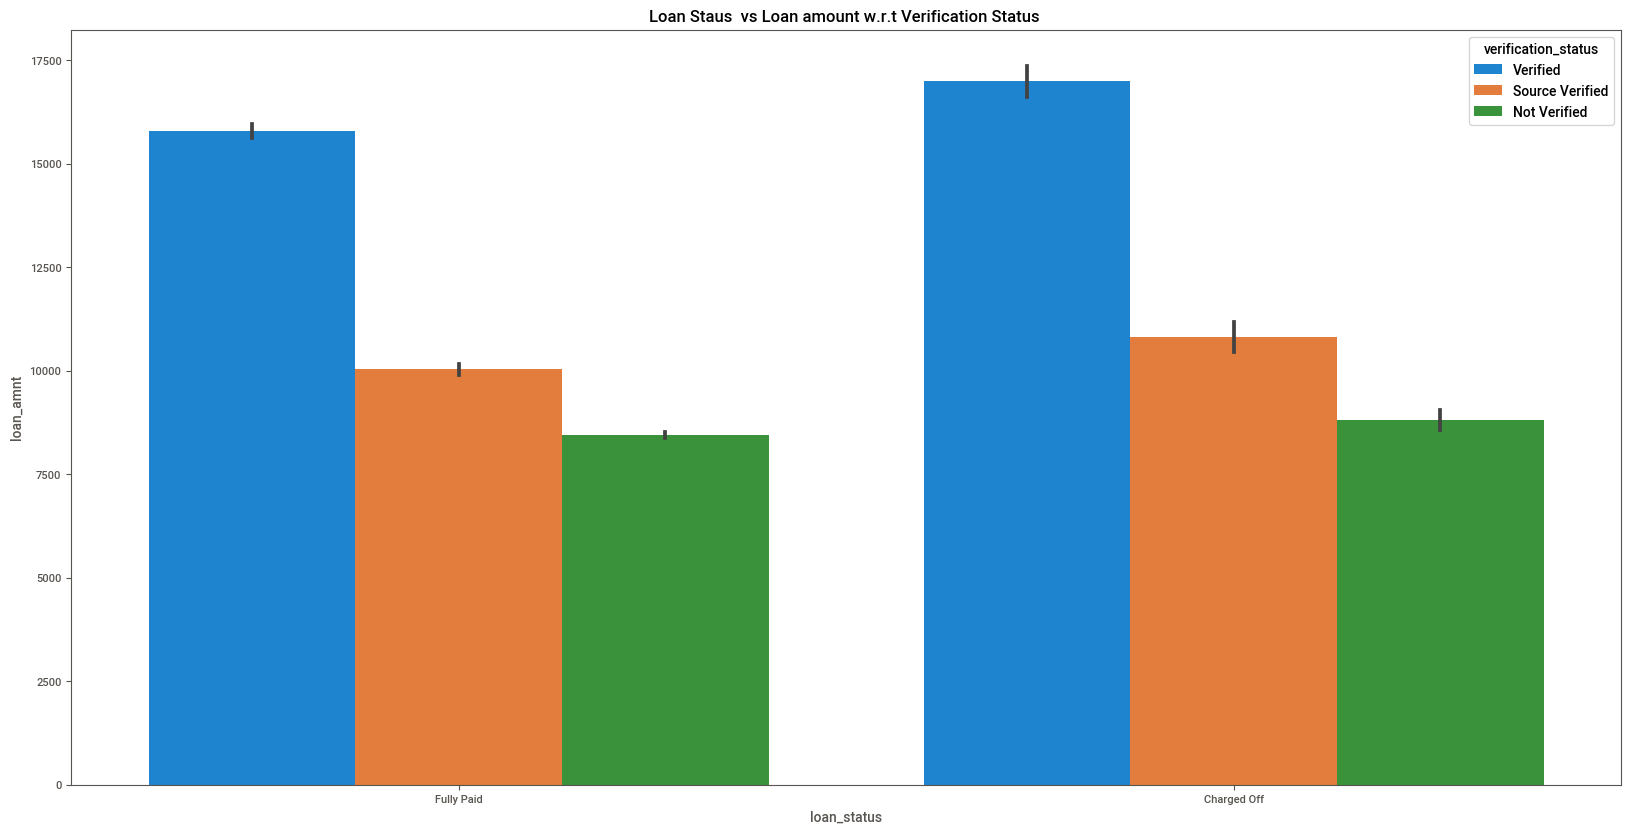 Loan Staus  vs Loan amount w.r.t Verification Status
verification_status
Verified
Source Verified
Not Verified
17500
15000
12500
10000
7500
5000
2500
0
loan_amnt
Fully Paid
Charged Off
loan_status